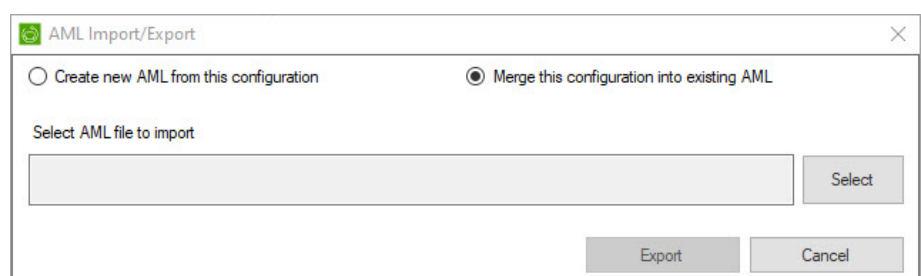 AML Import/Export
Create new AML from this configuration
Merge this configuration into existing AML
Select AML file to import
Select
Export
Cancel